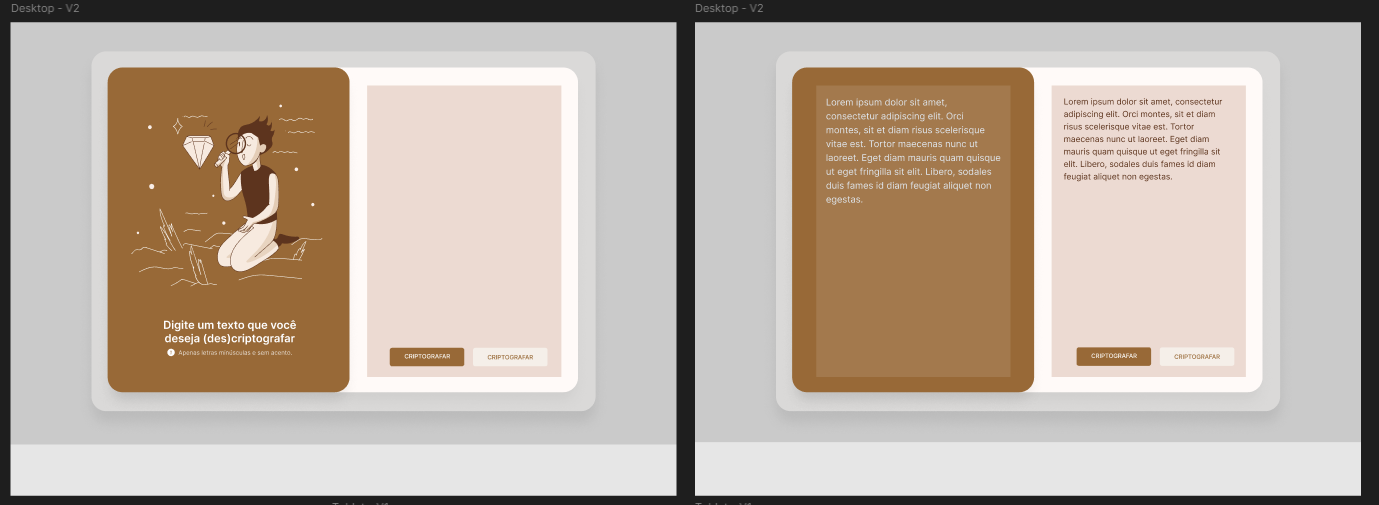 Desktop - V2
Digite um texto que você
deseja (des)criptografar
! Apenas letras minúsculas e sem acento.
CRIPTOGRAFAR
CRIPTOGRAFAR
Desktop - V2
Lorem ipsum dolor sit amet,
consectetur adipiscing elit. Orci
montes, sit et diam risus scelerisque
vitae est. Tortor maecenas nunc ut
laoreet. Eget diam mauris quam quisque
ut eget fringilla sit elit. Libero, sodales
duis fames id diam feugiat aliquet non
egestas.
Lorem ipsum dolor sit amet, consectetur
adipiscing elit. Orci montes, sit et diam
risus scelerisque vitae est. Tortor
maecenas nunc ut laoreet. Eget diam
mauris quam quisque ut eget fringilla sit
elit. Libero, sodales duis fames id diam
feugiat aliquet non egestas.
CRIPTOGRAFAR
CRIPTOGRAFAR